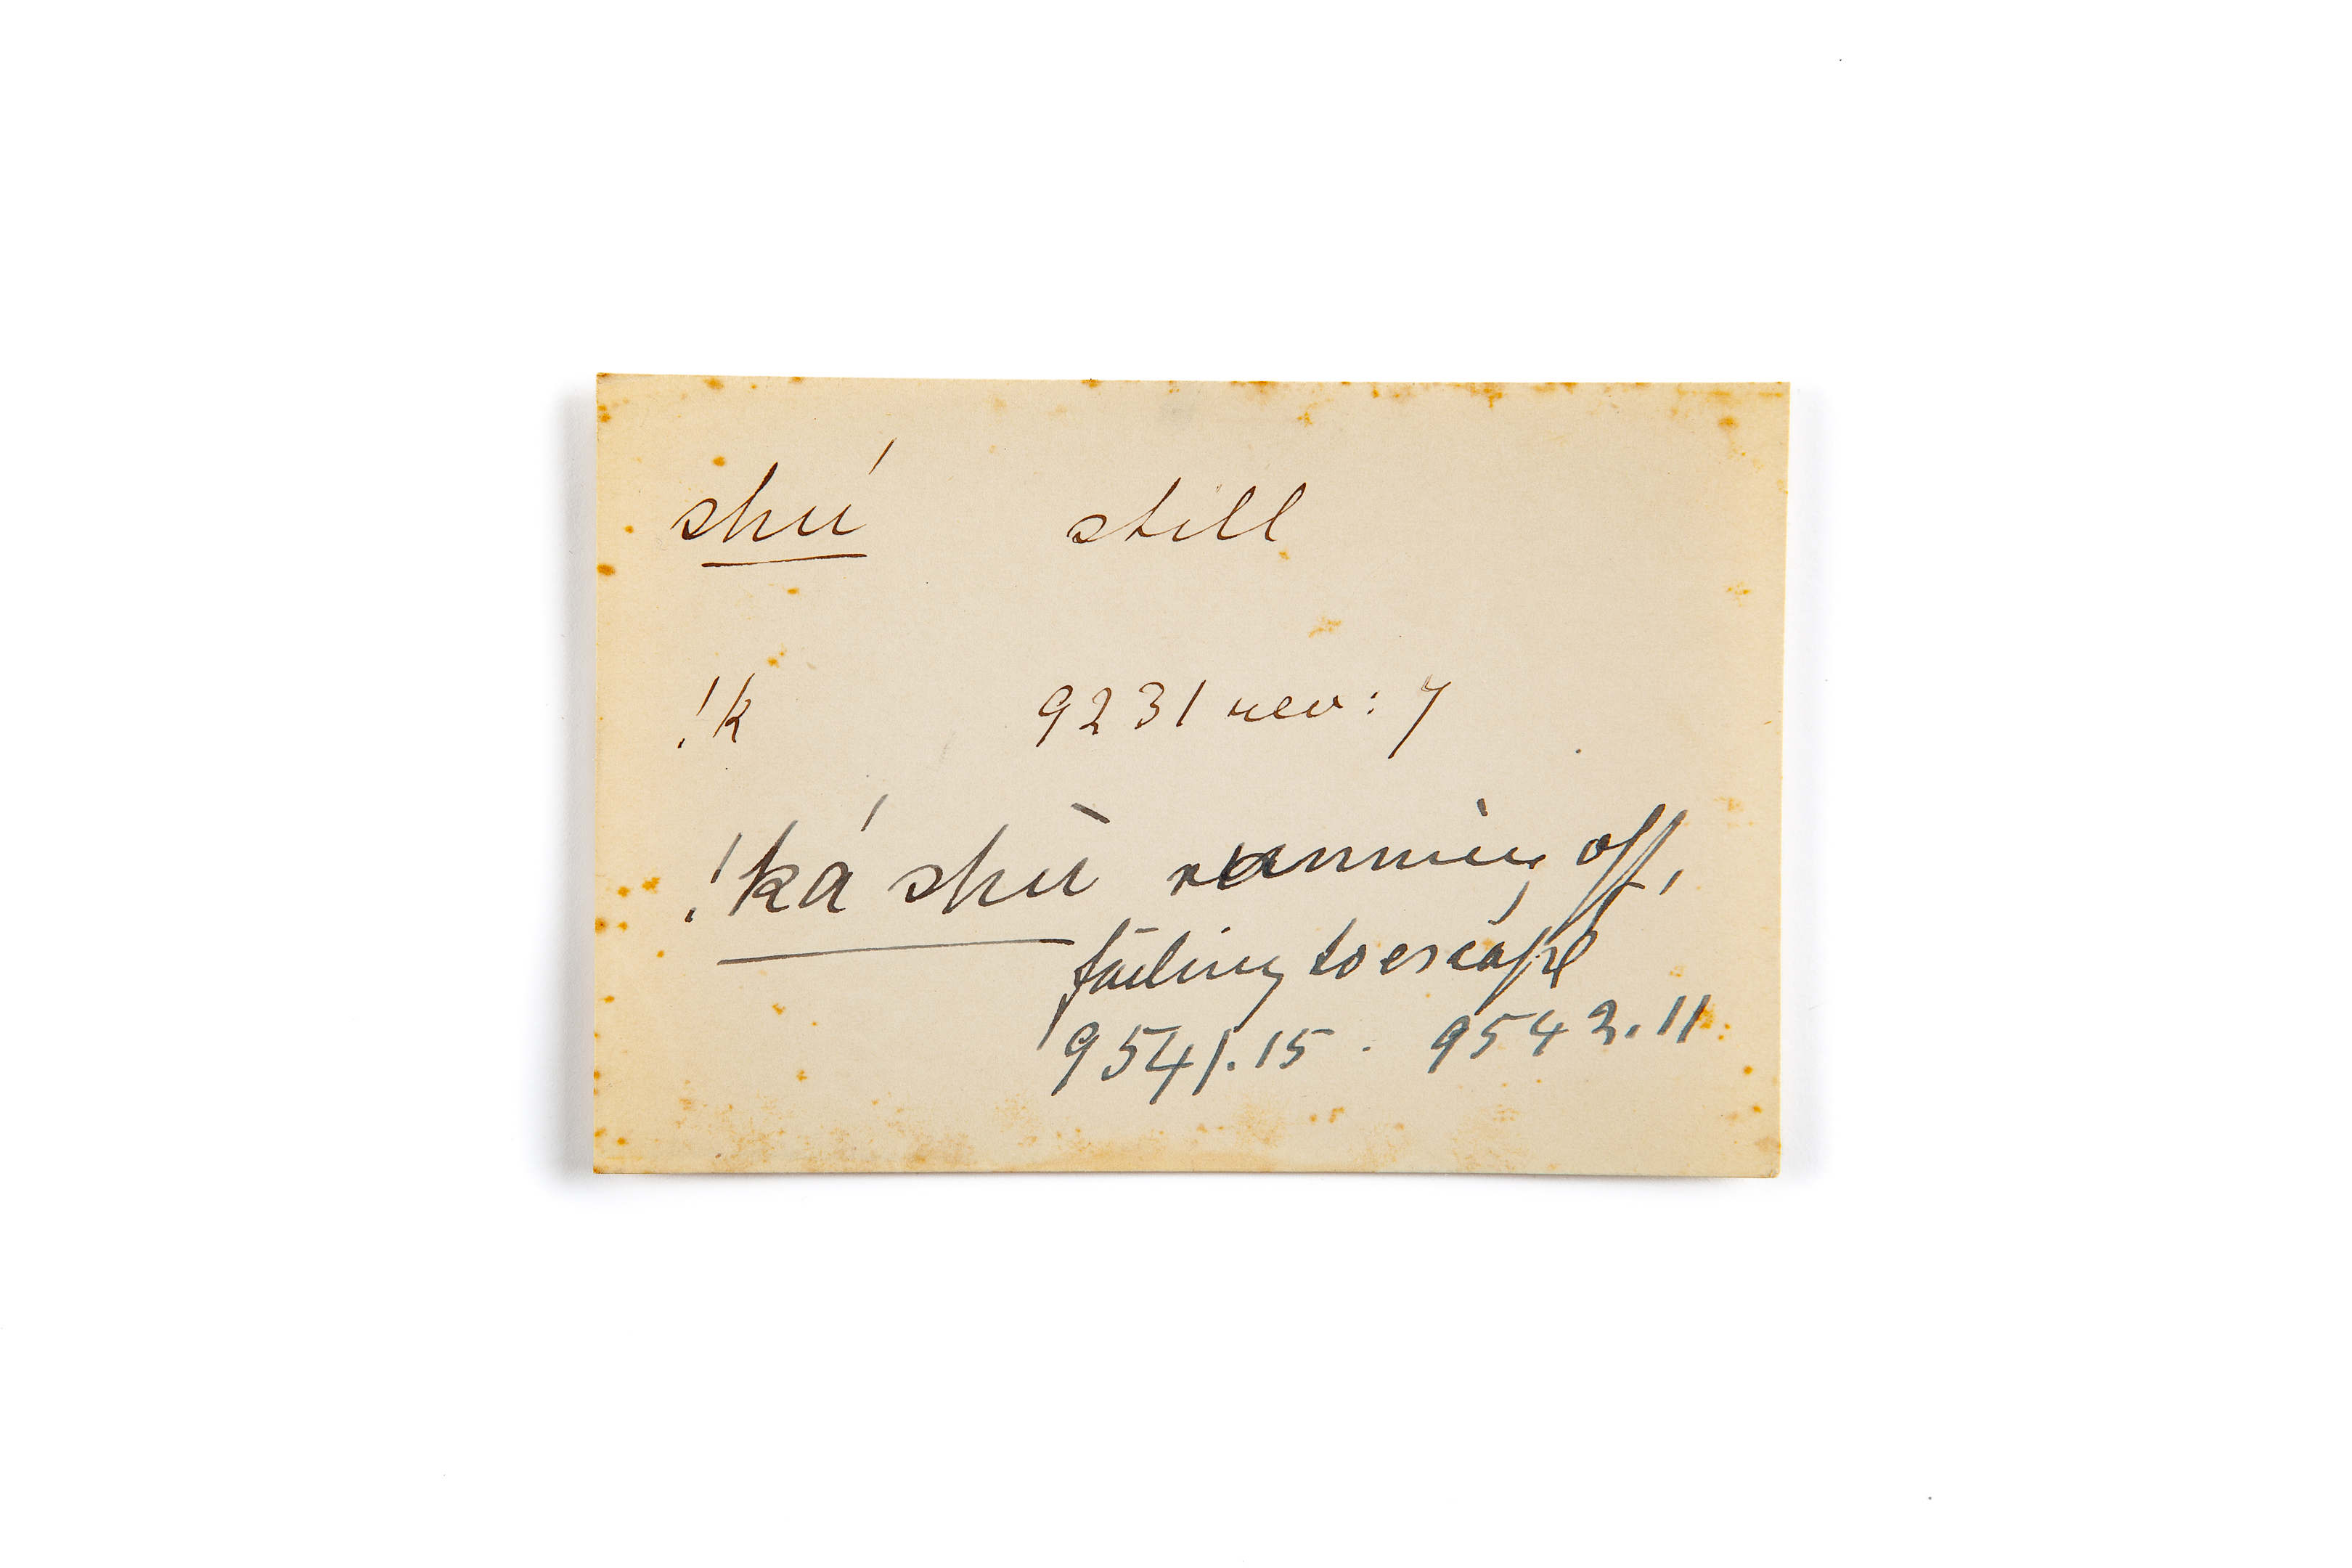 shú still
!k 9231 rev: 7
!ká shù running off,
failing to escape
9541.15. 9542.11